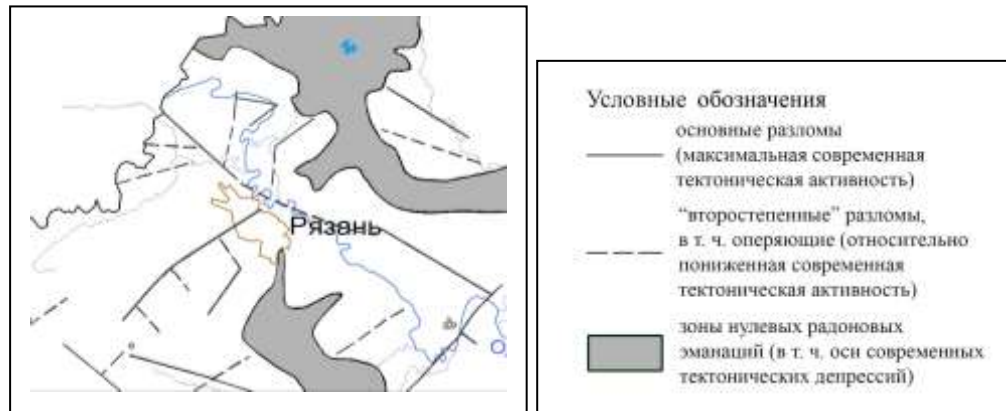 Рязань
О
Условные обозначения
основные разломы
(максимальная современная
тектоническая активность)
“второстепенные” разломы,
в т. ч. оперяющие (относительно
пониженная современная
тектоническая активность)
зоны нулевых радоновых
эманаций (в т. ч. оси современных
тектонических депрессий)